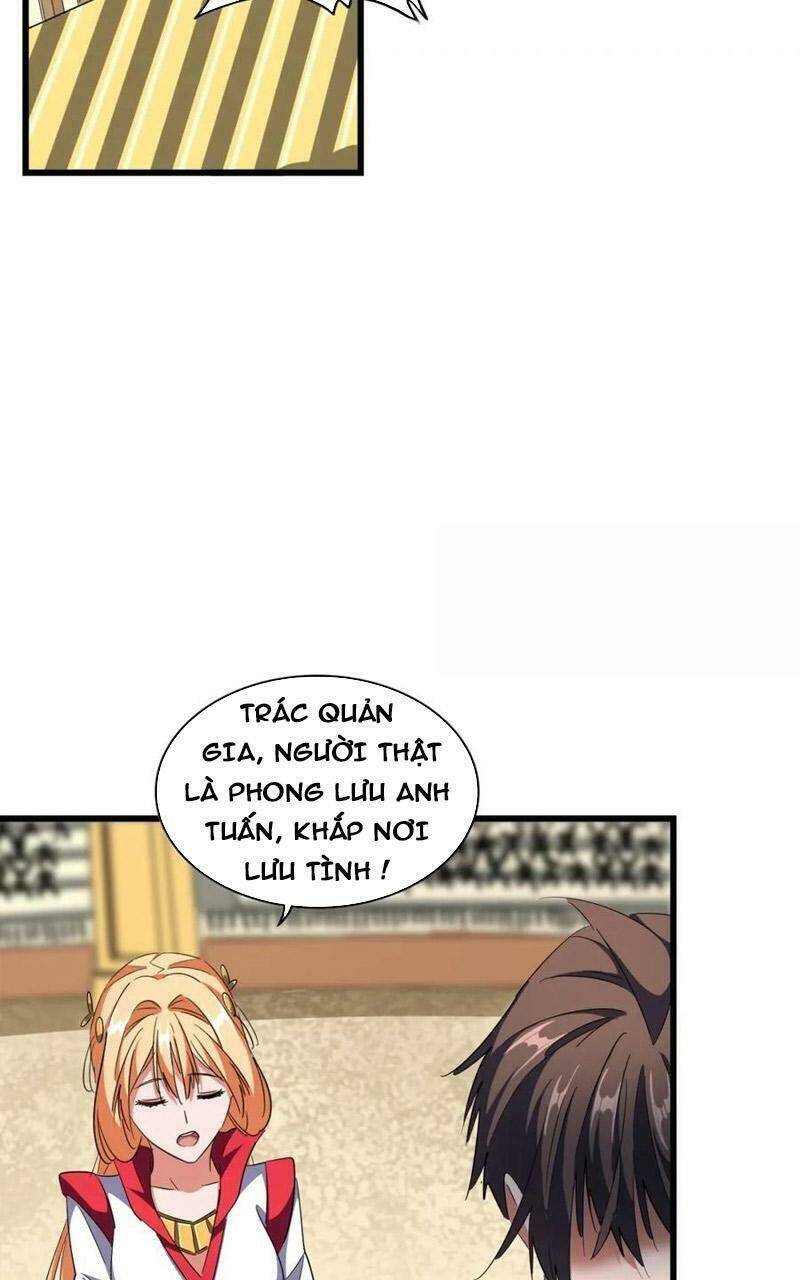 TRÁC QUẢN
GIA, NGƯỜI THẬT
LÀ PHONG LƯU ANH
TUẤN, KHẮP NƠI
LƯU TÌNH !